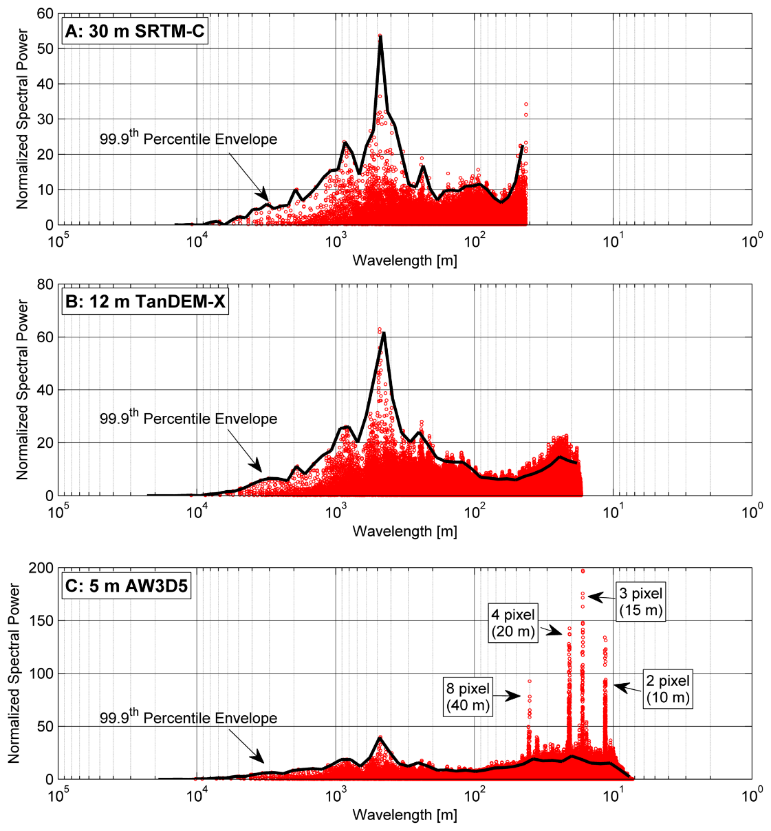 A: 30 m SRTM-C
Normalized Spectral Power
60
50
40
30
20
10
0
99.9th Percentile Envelope
10^5
10^4
10^3
10^2
10^1
10^0
Wavelength [m]
B: 12 m TanDEM-X
Normalized Spectral Power
80
60
40
20
0
99.9th Percentile Envelope
10^5
10^4
10^3
10^2
10^1
10^0
Wavelength [m]
C: 5 m AW3D5
Normalized Spectral Power
200
150
100
50
0
3 pixel
(15 m)
4 pixel
(20 m)
8 pixel
(40 m)
2 pixel
(10 m)
99.9th Percentile Envelope
10^5
10^4
10^3
10^2
10^1
10^0
Wavelength [m]